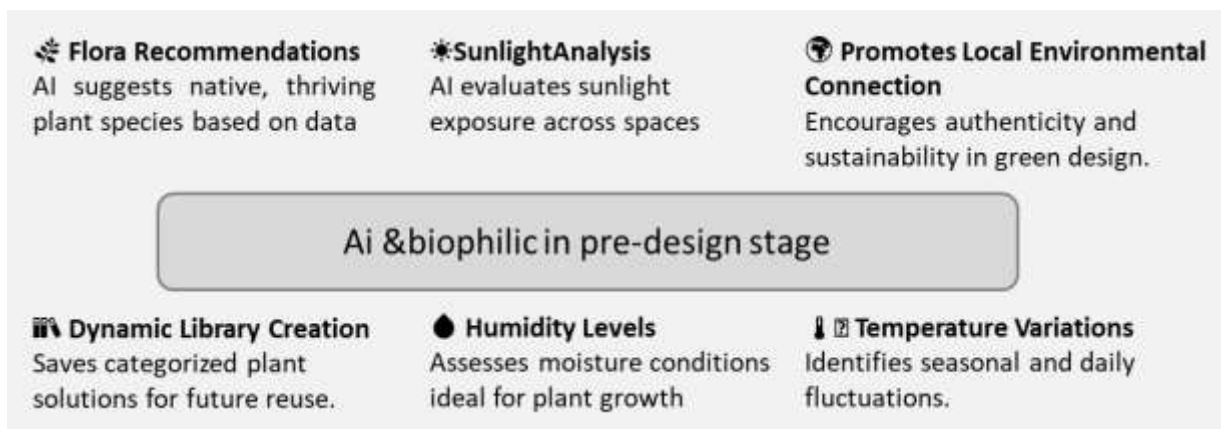 Flora Recommendations
AI suggests native, thriving
plant species based on data
SunlightAnalysis
AI evaluates sunlight
exposure across spaces
Promotes Local Environmental
Connection
Encourages authenticity and
sustainability in green design.
Ai &biophilic in pre-design stage
Dynamic Library Creation
Saves categorized plant
solutions for future reuse.
Humidity Levels
Assesses moisture conditions
ideal for plant growth
Temperature Variations
Identifies seasonal and daily
fluctuations.